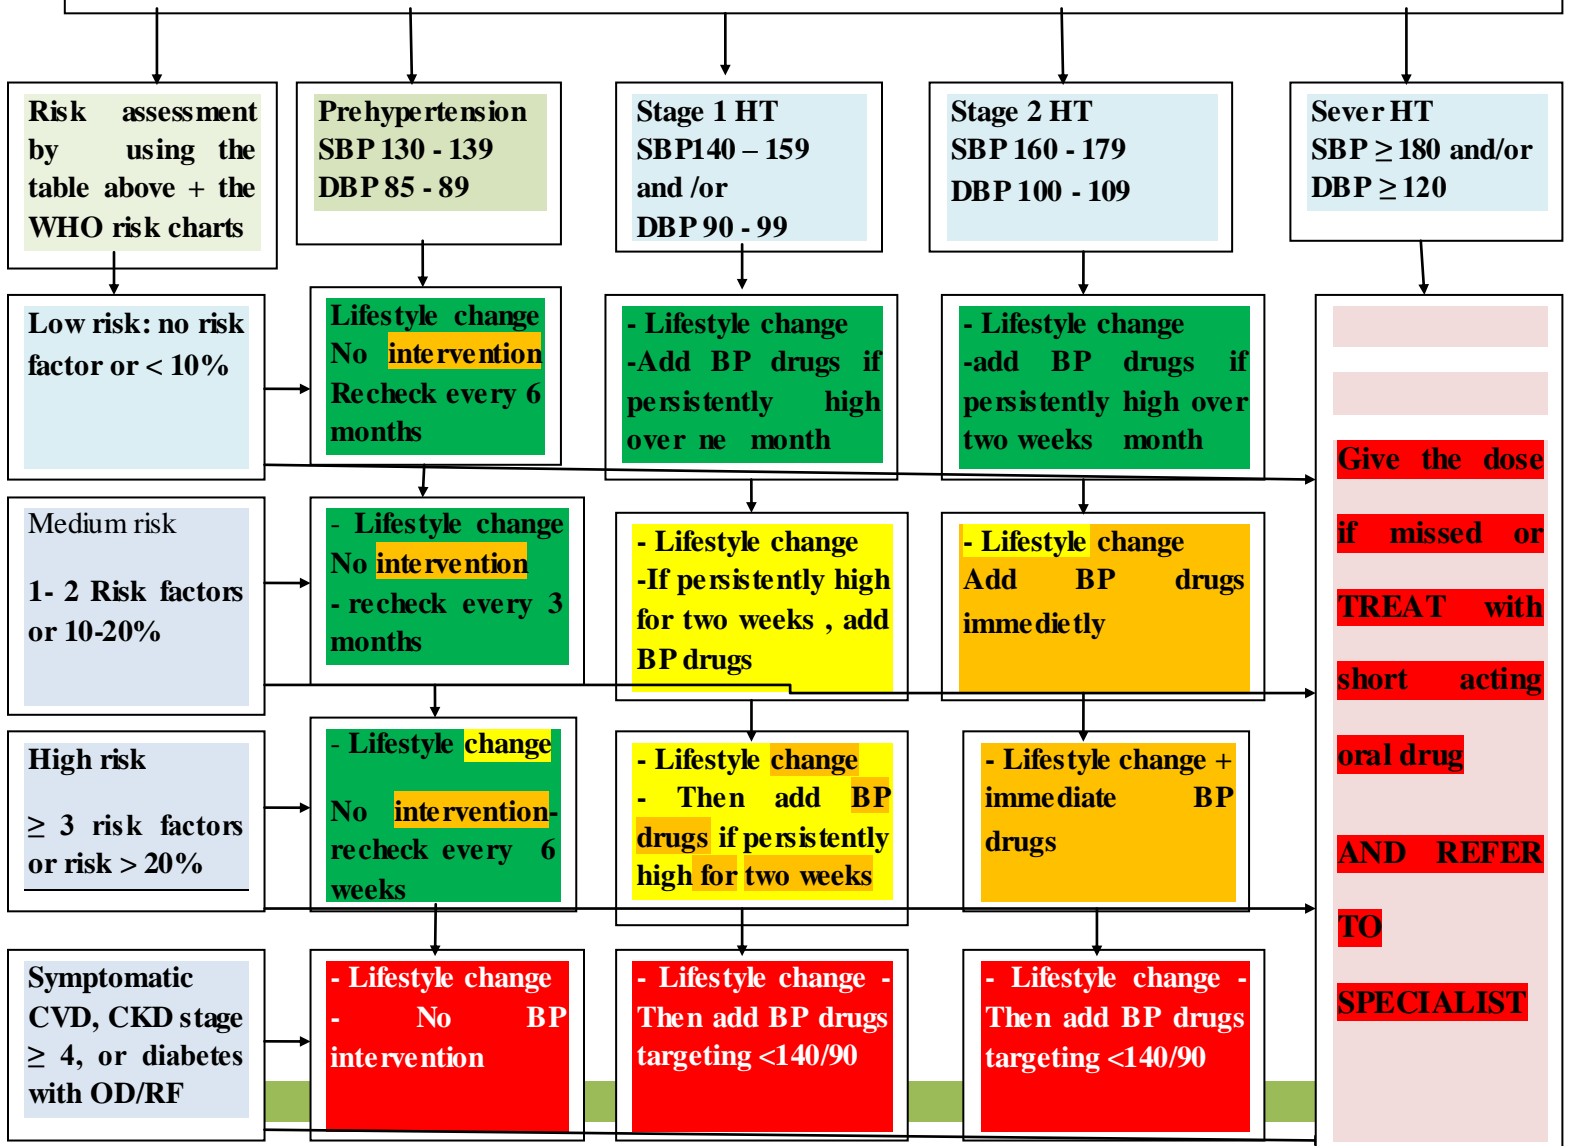 Risk assessment
by using the
table above + the
WHO risk charts
Prehypertension
SBP 130 - 139
DBP 85 - 89
Stage 1 HT
SBP140 – 159
and /or
DBP 90 - 99
Stage 2 HT
SBP 160 - 179
DBP 100 - 109
Sever HT
SBP ≥ 180 and/or
DBP ≥ 120
Low risk: no risk
factor or < 10%
Lifestyle change
No intervention
Recheck every 6
months
- Lifestyle change
-Add BP drugs if
persistently high
over ne month
- Lifestyle change
-add BP drugs if
persistently high over
two weeks month
Give the dose
if missed or
TREAT with
short acting
oral drug
AND REFER
TO
SPECIALIST
Medium risk
1- 2 Risk factors
or 10-20%
- Lifestyle change
No intervention
- recheck every 3
months
- Lifestyle change
-If persistently high
for two weeks , add
BP drugs
- Lifestyle change
Add BP drugs
immedietly
High risk
≥ 3 risk factors
or risk > 20%
- Lifestyle change
No intervention-
recheck every 6
weeks
- Lifestyle change
- Then add BP
drugs if persistently
high for two weeks
- Lifestyle change +
immediate BP
drugs
Symptomatic
CVD, CKD stage
≥ 4, or diabetes
with OD/RF
- Lifestyle change
- No BP
intervention
- Lifestyle change -
Then add BP drugs
targeting <140/90
- Lifestyle change -
Then add BP drugs
targeting <140/90